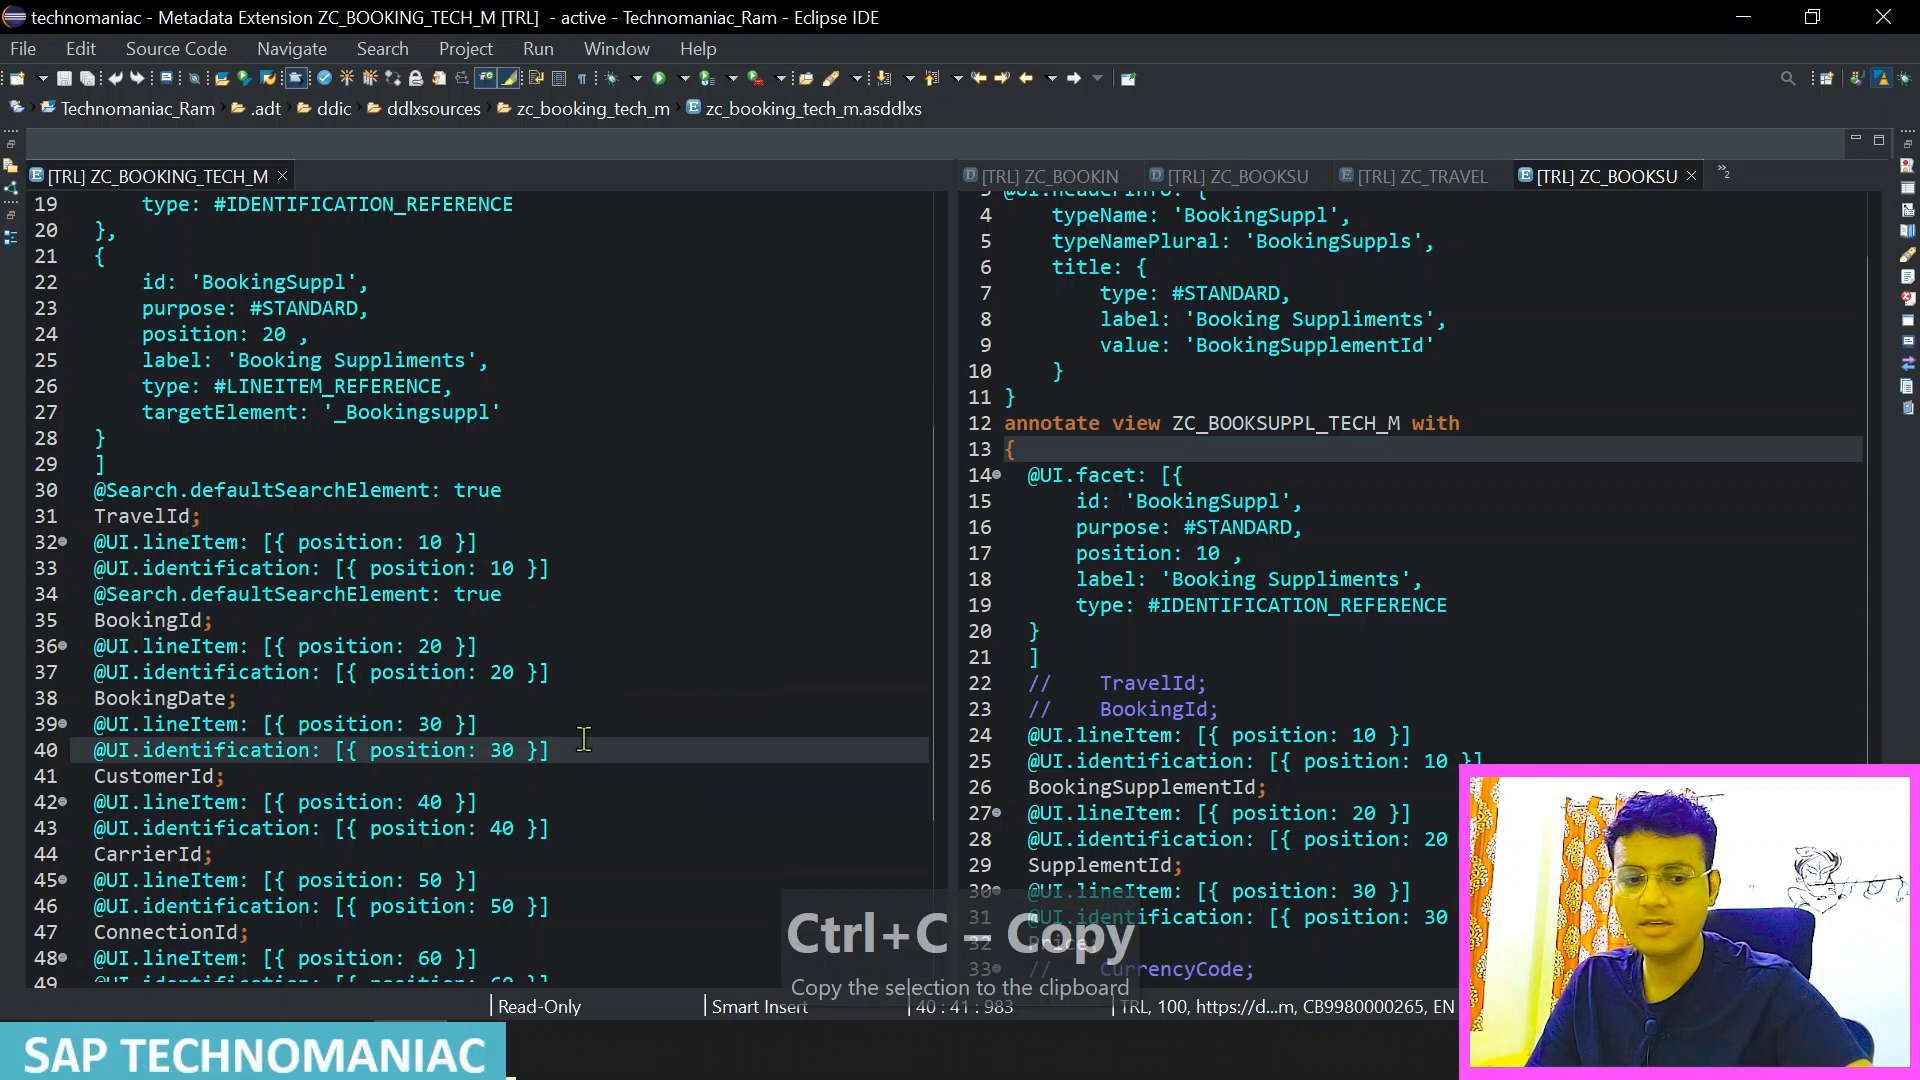 technomaniac - Metadata Extension ZC_BOOKING_TECH_M [TRL]  - active - Technomaniac_Ram - Eclipse IDE
File Edit Source Code Navigate Search Project Run Window Help
Technomaniac_Ram .adt ddic ddlxsources zc_booking_tech_m zc_booking_tech_m.asddlxs
[TRL] ZC_BOOKING_TECH_M
19 type: #IDENTIFICATION_REFERENCE
20 },
21 {
22 id: 'BookingSuppl',
23 purpose: #STANDARD,
24 position: 20 ,
25 label: 'Booking Suppliments',
26 type: #LINEITEM_REFERENCE,
27 targetElement: '_Bookingsuppl'
28 }
29 ]
30 @Search.defaultSearchElement: true
31 TravelId;
32 @UI.lineItem: [{ position: 10 }]
33 @UI.identification: [{ position: 10 }]
34 @Search.defaultSearchElement: true
35 BookingId;
36 @UI.lineItem: [{ position: 20 }]
37 @UI.identification: [{ position: 20 }]
38 BookingDate;
39 @UI.lineItem: [{ position: 30 }]
40 @UI.identification: [{ position: 30 }]
41 CustomerId;
42 @UI.lineItem: [{ position: 40 }]
43 @UI.identification: [{ position: 40 }]
44 CarrierId;
45 @UI.lineItem: [{ position: 50 }]
46 @UI.identification: [{ position: 50 }]
47 ConnectionId;
48 @UI.lineItem: [{ position: 60 }]
49
[TRL] ZC_BOOKIN [TRL] ZC_BOOKSU [TRL] ZC_TRAVEL [TRL] ZC_BOOKSU »2
@UI.headerInfo: {
4 typeName: 'BookingSuppl',
5 typeNamePlural: 'BookingSuppls',
6 title: {
7 type: #STANDARD,
8 label: 'Booking Suppliments',
9 value: 'BookingSupplementId'
10 }
11 }
12 annotate view ZC_BOOKSUPPL_TECH_M with
13 {
14 @UI.facet: [{
15 id: 'BookingSuppl',
16 purpose: #STANDARD,
17 position: 10 ,
18 label: 'Booking Suppliments',
19 type: #IDENTIFICATION_REFERENCE
20 }
21 ]
22 // TravelId;
23 // BookingId;
24 @UI.lineItem: [{ position: 10 }]
25 @UI.identification: [{ position: 10 }]
26 BookingSupplementId;
27 @UI.lineItem: [{ position: 20 }]
28 @UI.identification: [{ position: 20
29 SupplementId;
30 @UI.lineItem: [{ position: 30 }]
31 @UI.identification: [{ position: 30
32 Price;
33 // CurrencyCode;
Ctrl+C - Copy
Copy the selection to the clipboard
Read-Only Smart Insert 40 : 41 : 983 TRL, 100, https://d...m, CB9980000265, EN
SAP TECHNOMANIAC